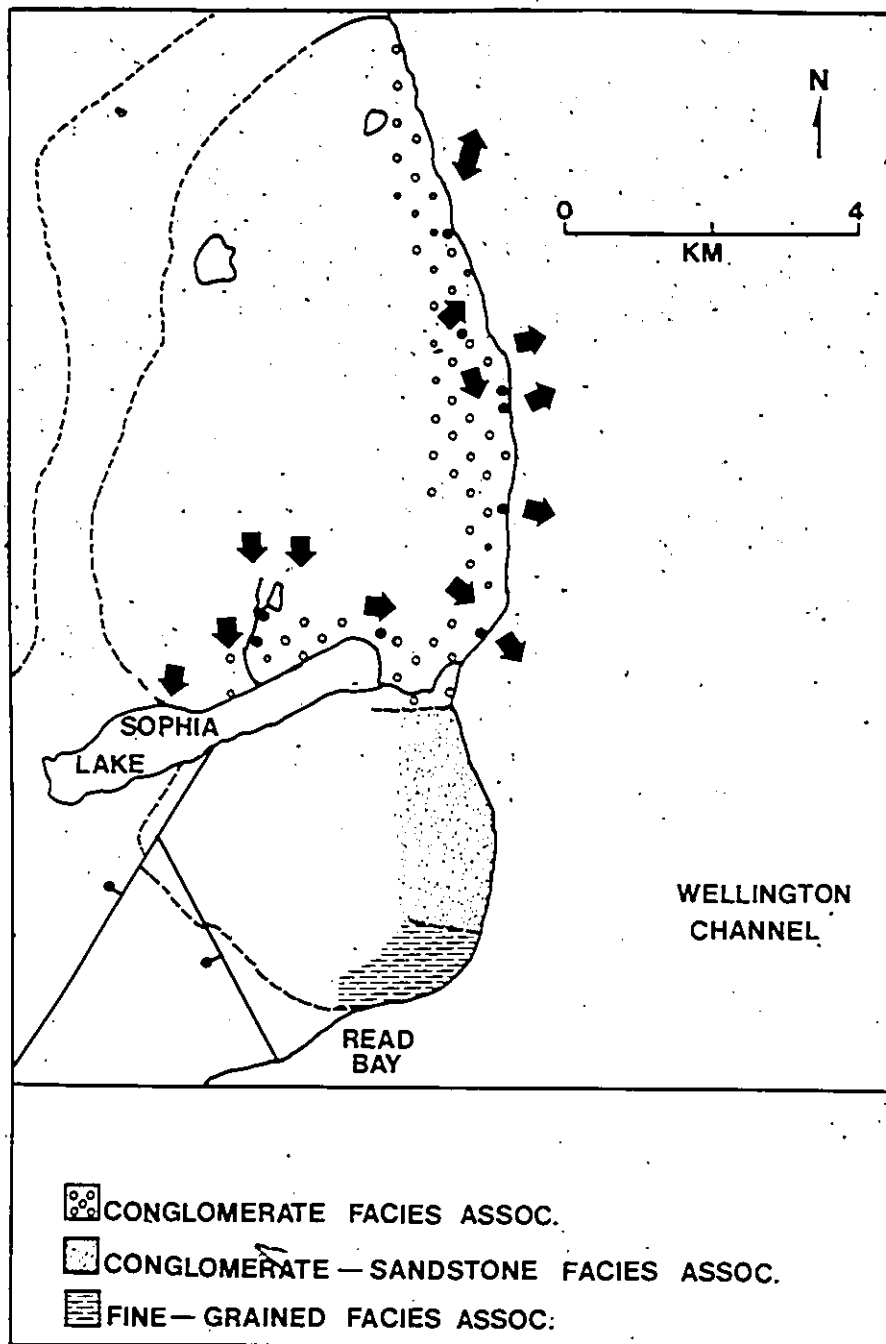 N
0 4
KM
SOPHIA
LAKE
WELLINGTON
CHANNEL
READ
BAY
CONGLOMERATE FACIES ASSOC.
CONGLOMERATE — SANDSTONE FACIES ASSOC.
FINE — GRAINED FACIES ASSOC.